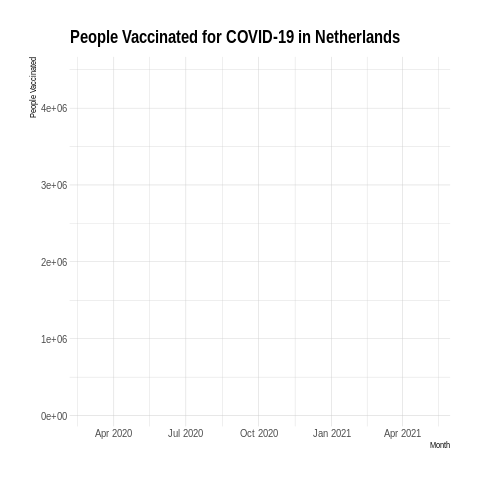 People Vaccinated for COVID-19 in Netherlands
People Vaccinated
4e+06
3e+06
2e+06
1e+06
0e+00
Apr 2020 Jul 2020 Oct 2020 Jan 2021 Apr 2021
Month